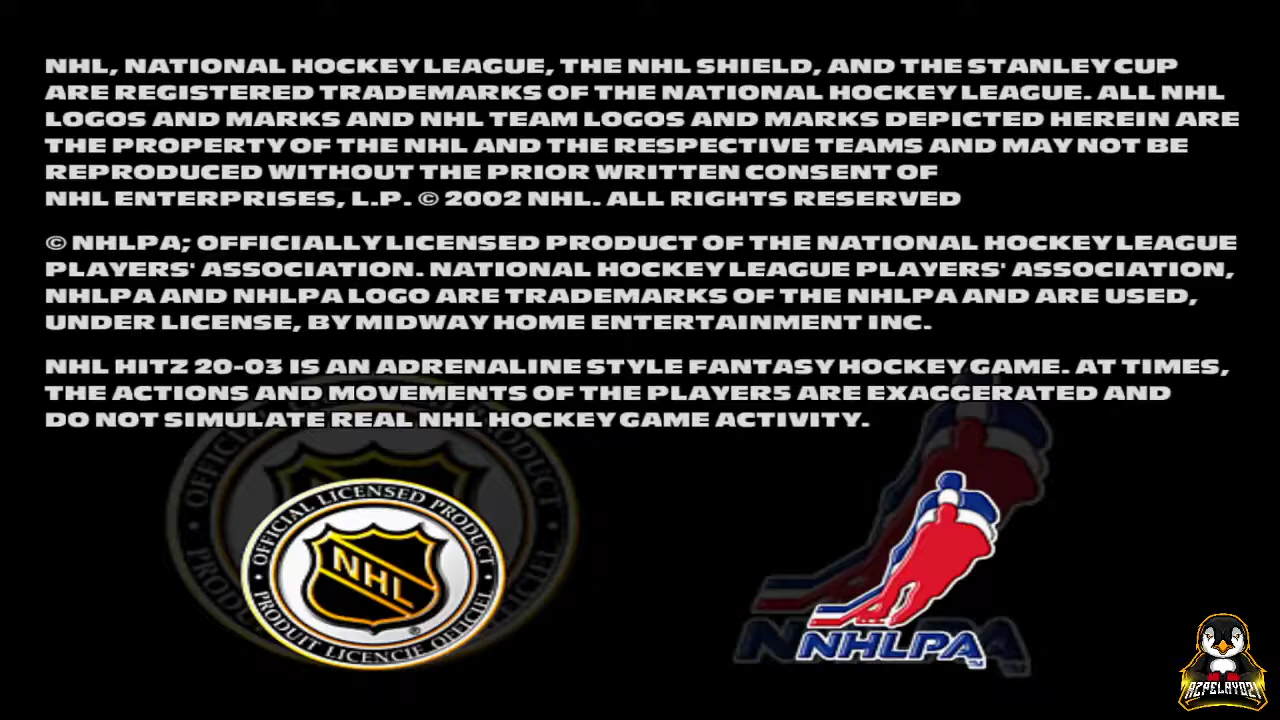 NHL, NATIONAL HOCKEY LEAGUE, THE NHL SHIELD, AND THE STANLEY CUP
ARE REGISTERED TRADEMARKS OF THE NATIONAL HOCKEY LEAGUE. ALL NHL
LOGOS AND MARKS AND NHL TEAM LOGOS AND MARKS DEPICTED HEREIN ARE
THE PROPERTY OF THE NHL AND THE RESPECTIVE TEAMS AND MAY NOT BE
REPRODUCED WITHOUT THE PRIOR WRITTEN CONSENT OF
NHL ENTERPRISES, L.P. © 2002 NHL. ALL RIGHTS RESERVED
© NHLPA; OFFICIALLY LICENSED PRODUCT OF THE NATIONAL HOCKEY LEAGUE
PLAYERS' ASSOCIATION. NATIONAL HOCKEY LEAGUE PLAYERS' ASSOCIATION,
NHLPA AND NHLPA LOGO ARE TRADEMARKS OF THE NHLPA AND ARE USED,
UNDER LICENSE, BY MIDWAY HOME ENTERTAINMENT INC.
NHL HITZ 20-03 IS AN ADRENALINE STYLE FANTASY HOCKEY GAME. AT TIMES,
THE ACTIONS AND MOVEMENTS OF THE PLAYERS ARE EXAGGERATED AND
DO NOT SIMULATE REAL NHL HOCKEY GAME ACTIVITY.
OFFICIAL LICENSED PRODUCT
NHL
®
PRODUIT LICENCIE OFFICIEL
NHLPA
AZPELAYO21